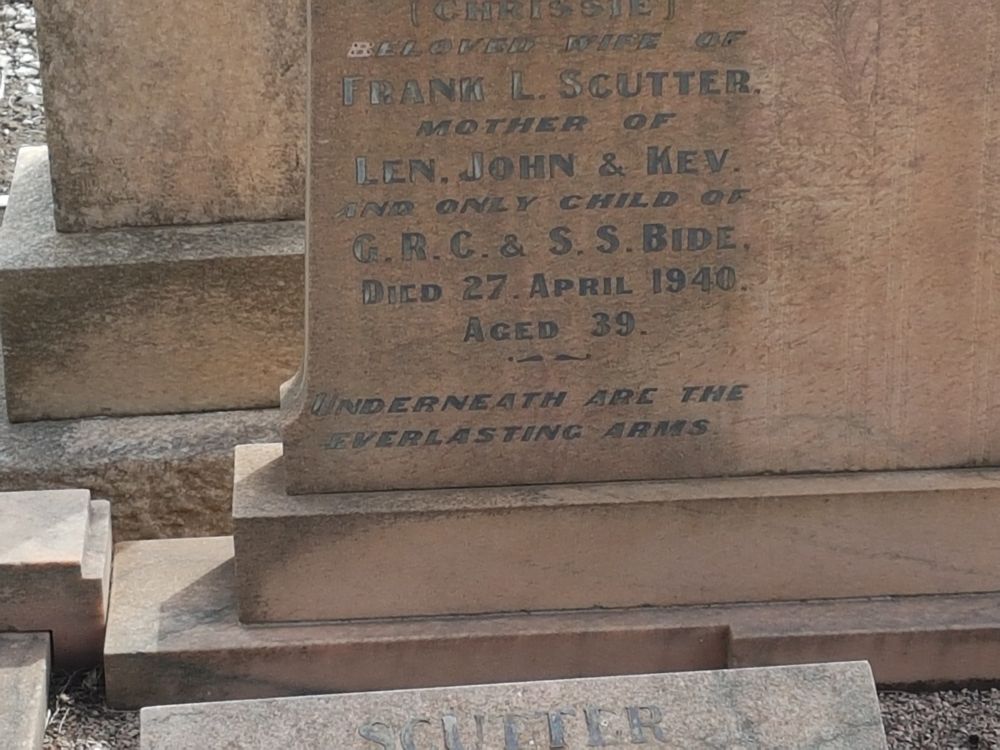 (CHRISSIE)
BELOVED WIFE OF
FRANK L. SCUTTER.
MOTHER OF
LEN. JOHN & KEV.
AND ONLY CHILD OF
G. R. C. & S. S. BIDE.
DIED 27. APRIL 1940.
AGED 39.
UNDERNEATH ARE THE
EVERLASTING ARMS.
SCUTTER